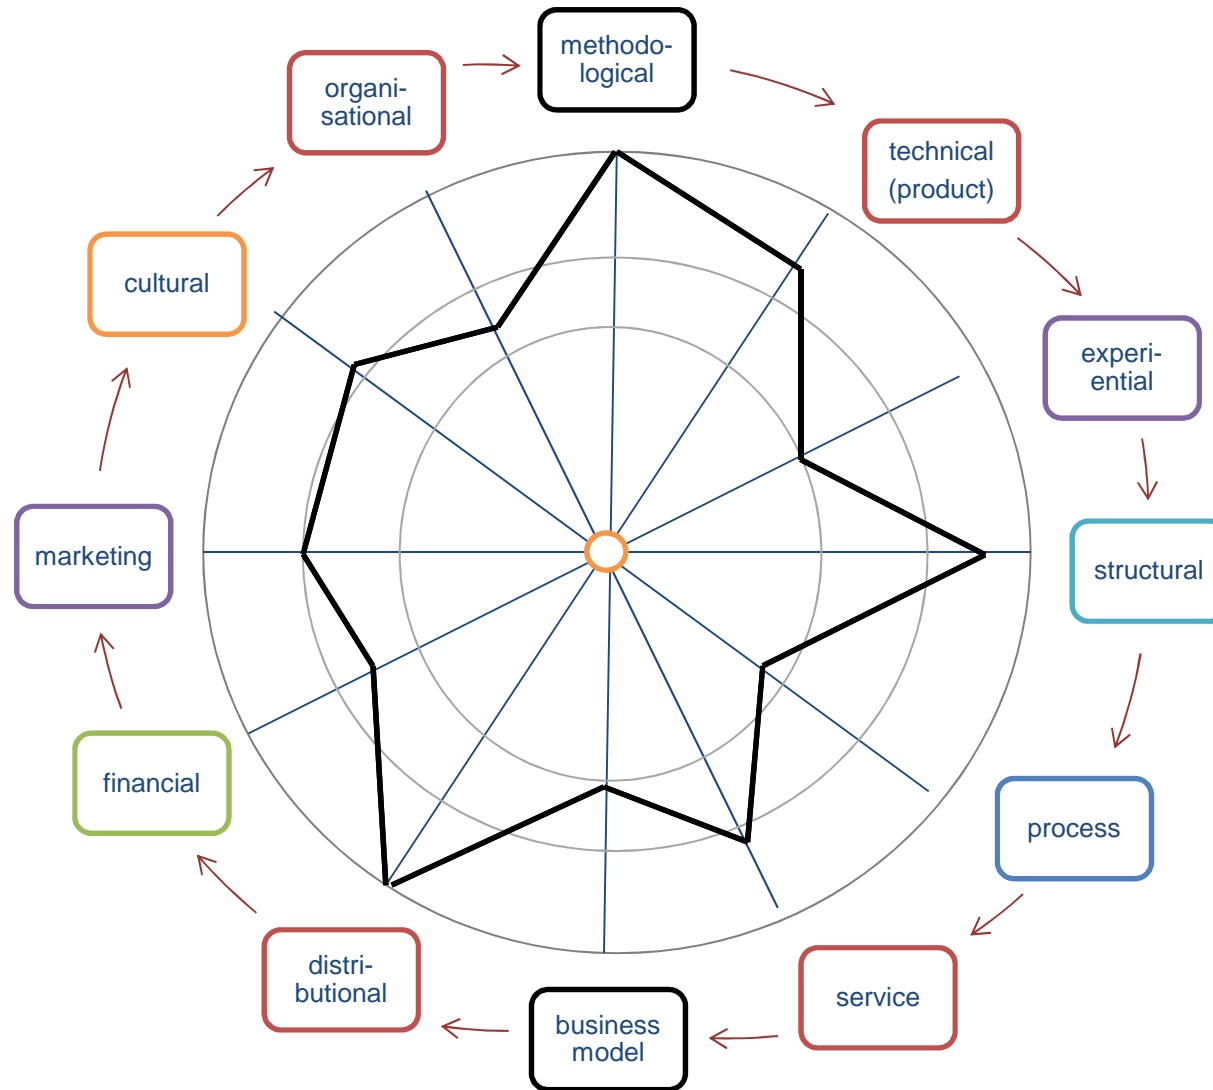 methodo-
logical
technical
(product)
experi-
ential
structural
process
service
business
model
distri-
butional
financial
marketing
cultural
organi-
sational